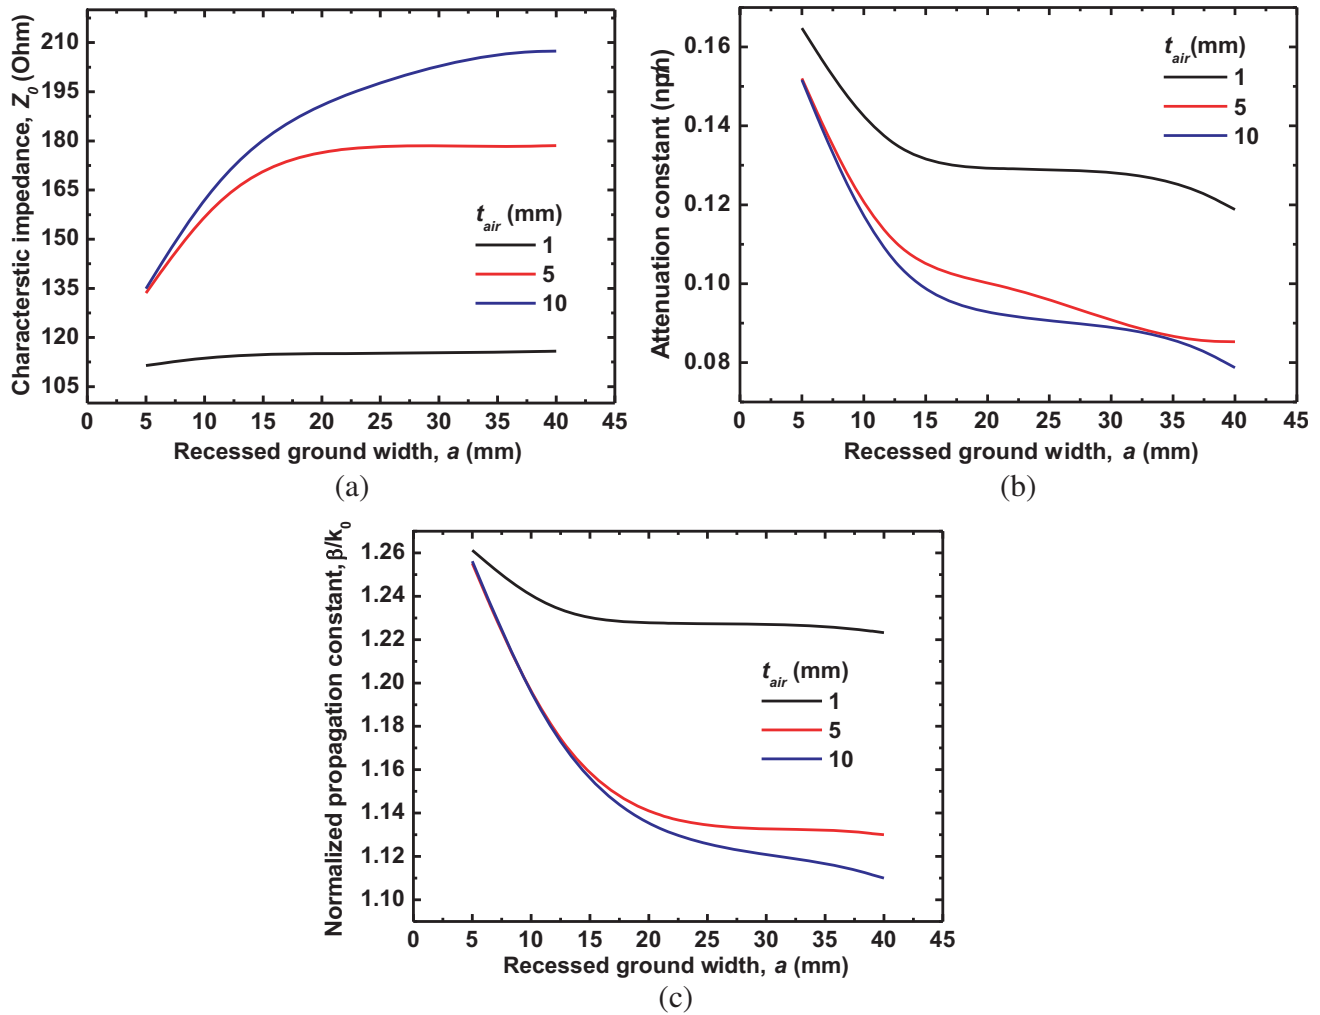 Characterstic impedance, Z0 (Ohm)
210
195
180
165
150
135
120
105
tair (mm)
1
5
10
0 5 10 15 20 25 30 35 40 45
Recessed ground width, a (mm)
(a)
Attenuation constant (np/n)
0.16
0.14
0.12
0.10
0.08
tair(mm)
1
5
10
0 5 10 15 20 25 30 35 40 45
Recessed ground width, a (mm)
(b)
Normalized propagation constant, β/k0
1.26
1.24
1.22
1.20
1.18
1.16
1.14
1.13
1.12
1.10
tair (mm)
1
5
10
0 5 10 15 20 25 30 35 40 45
Recessed ground width, a (mm)
(c)